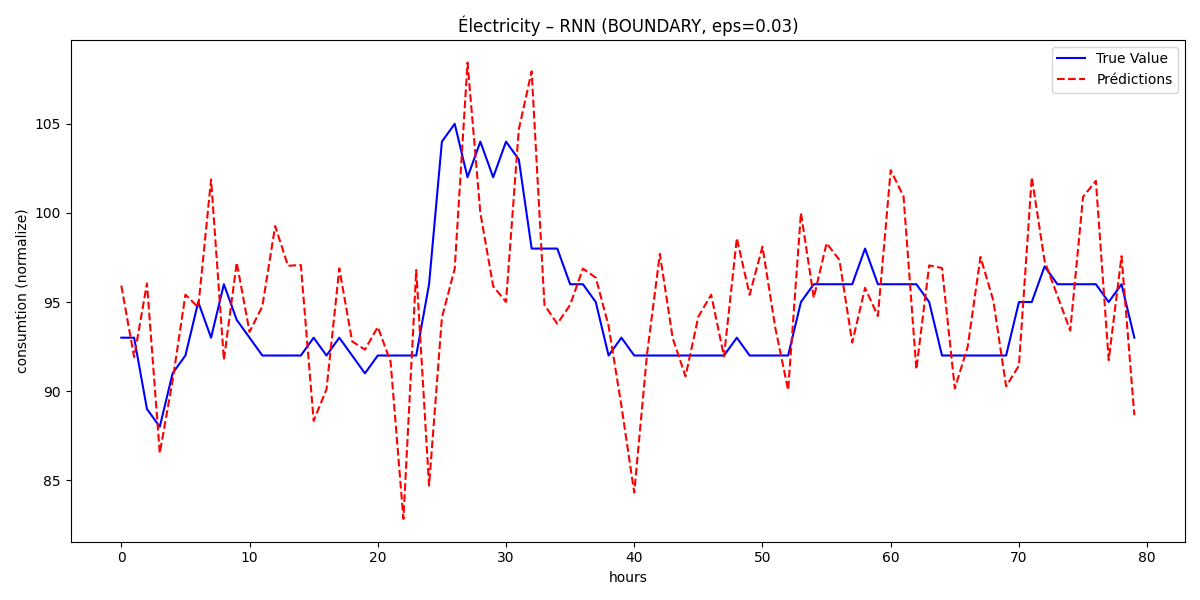 Électricity – RNN (BOUNDARY, eps=0.03)
True Value
Prédictions
consumtion (normalize)
105
100
95
90
85
0 10 20 30 40 50 60 70 80
hours